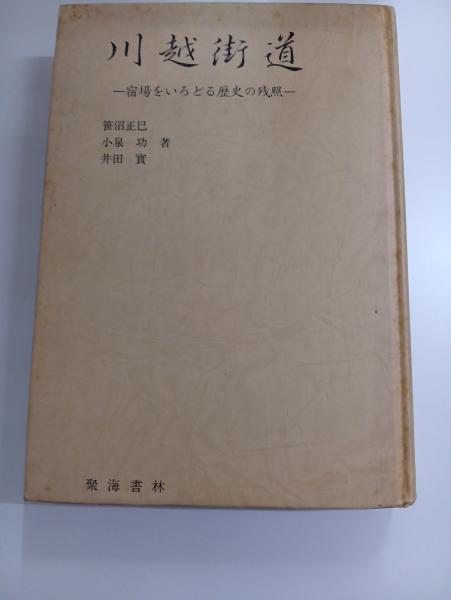 川越街道
―宿場をいろどる歴史の残照―
笹沼正巳
小泉　功　著
井田　實
聚海書林